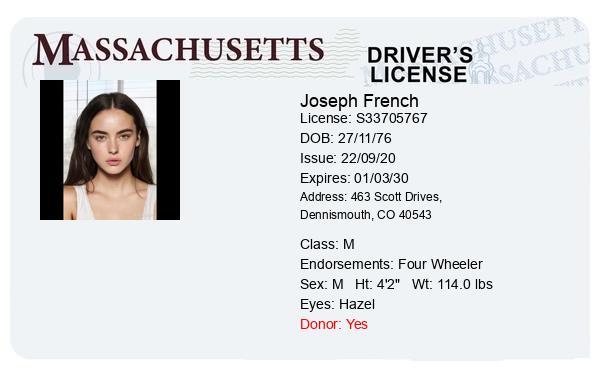 MASSACHUSETTS
DRIVER'S
LICENSE
Joseph French
License: S33705767
DOB: 27/11/76
Issue: 22/09/20
Expires: 01/03/30
Address: 463 Scott Drives,
Dennismouth, CO 40543
Class: M
Endorsements: Four Wheeler
Sex: M Ht: 4'2" Wt: 114.0 lbs
Eyes: Hazel
Donor: Yes